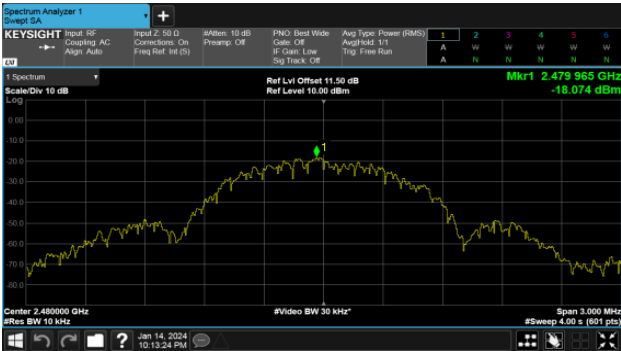 Spectrum Analyzer 1
Swept SA
KEYSIGHT
Input: RF
Coupling: AC
Align: Auto
Input Z: 50 Ω
Corrections: On
Freq Ref: Int (S)
#Atten: 10 dB
Preamp: Off
PNO: Best Wide
Gate: Off
IF Gain: Low
Sig Track: Off
Avg Type: Power (RMS)
Avg|Hold: 1/1
Trig: Free Run
1 2 3 4 5 6
A W W W W W
A N N N N N
LXI
1 Spectrum
Scale/Div 10 dB
Ref Lvl Offset 11.50 dB
Ref Level 10.00 dBm
Mkr1 2.479 965 GHz
-18.074 dBm
Log
0.00
-10.0
-20.0
-30.0
-40.0
-50.0
-60.0
-70.0
-80.0
1
Center 2.480000 GHz
#Res BW 10 kHz
#Video BW 30 kHz*
Span 3.000 MHz
#Sweep 4.00 s (601 pts)
Jan 14, 2024
10:13:24 PM